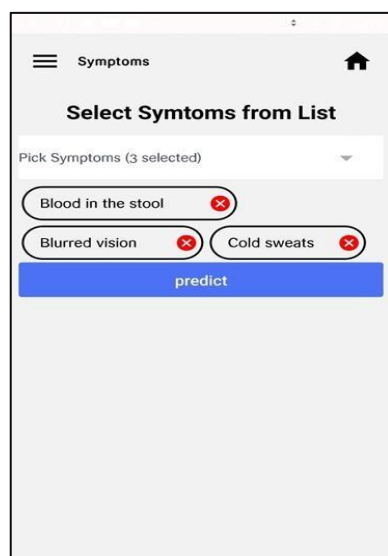 Symptoms
Select Symtoms from List
Pick Symptoms (3 selected)
Blood in the stool
Blurred vision Cold sweats
predict